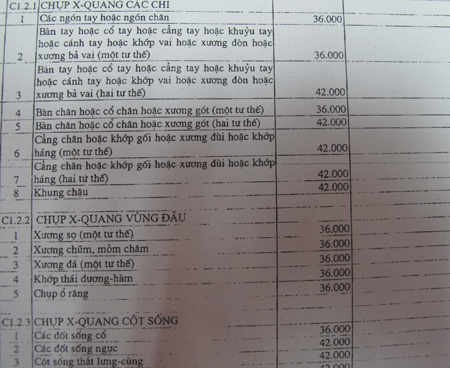 C1.2.1 CHỤP X-QUANG CÁC CHI
1 Các ngón tay hoặc ngón chân 36.000
Bàn tay hoặc cổ tay hoặc cẳng tay hoặc khuỷu tay
hoặc cánh tay hoặc khớp vai hoặc xương đòn hoặc
2 xương bả vai (một tư thế) 36.000
Bàn tay hoặc cổ tay hoặc cẳng tay hoặc khuỷu tay
hoặc cánh tay hoặc khớp vai hoặc xương đòn hoặc
3 xương bả vai (hai tư thế) 42.000
4 Bàn chân hoặc cổ chân hoặc xương gót (một tư thế) 36.000
5 Bàn chân hoặc cổ chân hoặc xương gót (hai tư thế) 42.000
Cẳng chân hoặc khớp gối hoặc xương đùi hoặc khớp
6 háng (một tư thế) 42.000
Cẳng chân hoặc khớp gối hoặc xương đùi hoặc khớp
7 háng (hai tư thế) 42.000
8 Khung chậu 42.000
C1.2.2 CHỤP X-QUANG VÙNG ĐẦU
1 Xương sọ (một tư thế) 36.000
2 Xương chũm, mỏm châm 36.000
3 Xương đá (một tư thế) 36.000
4 Khớp thái dương-hàm 36.000
5 Chụp ổ răng 36.000
C1.2.3 CHỤP X-QUANG CỘT SỐNG
1 Các đốt sống cổ 36.000
2 Các đốt sống ngực 42.000
3 Cột sống thắt lưng-cùng 42.000